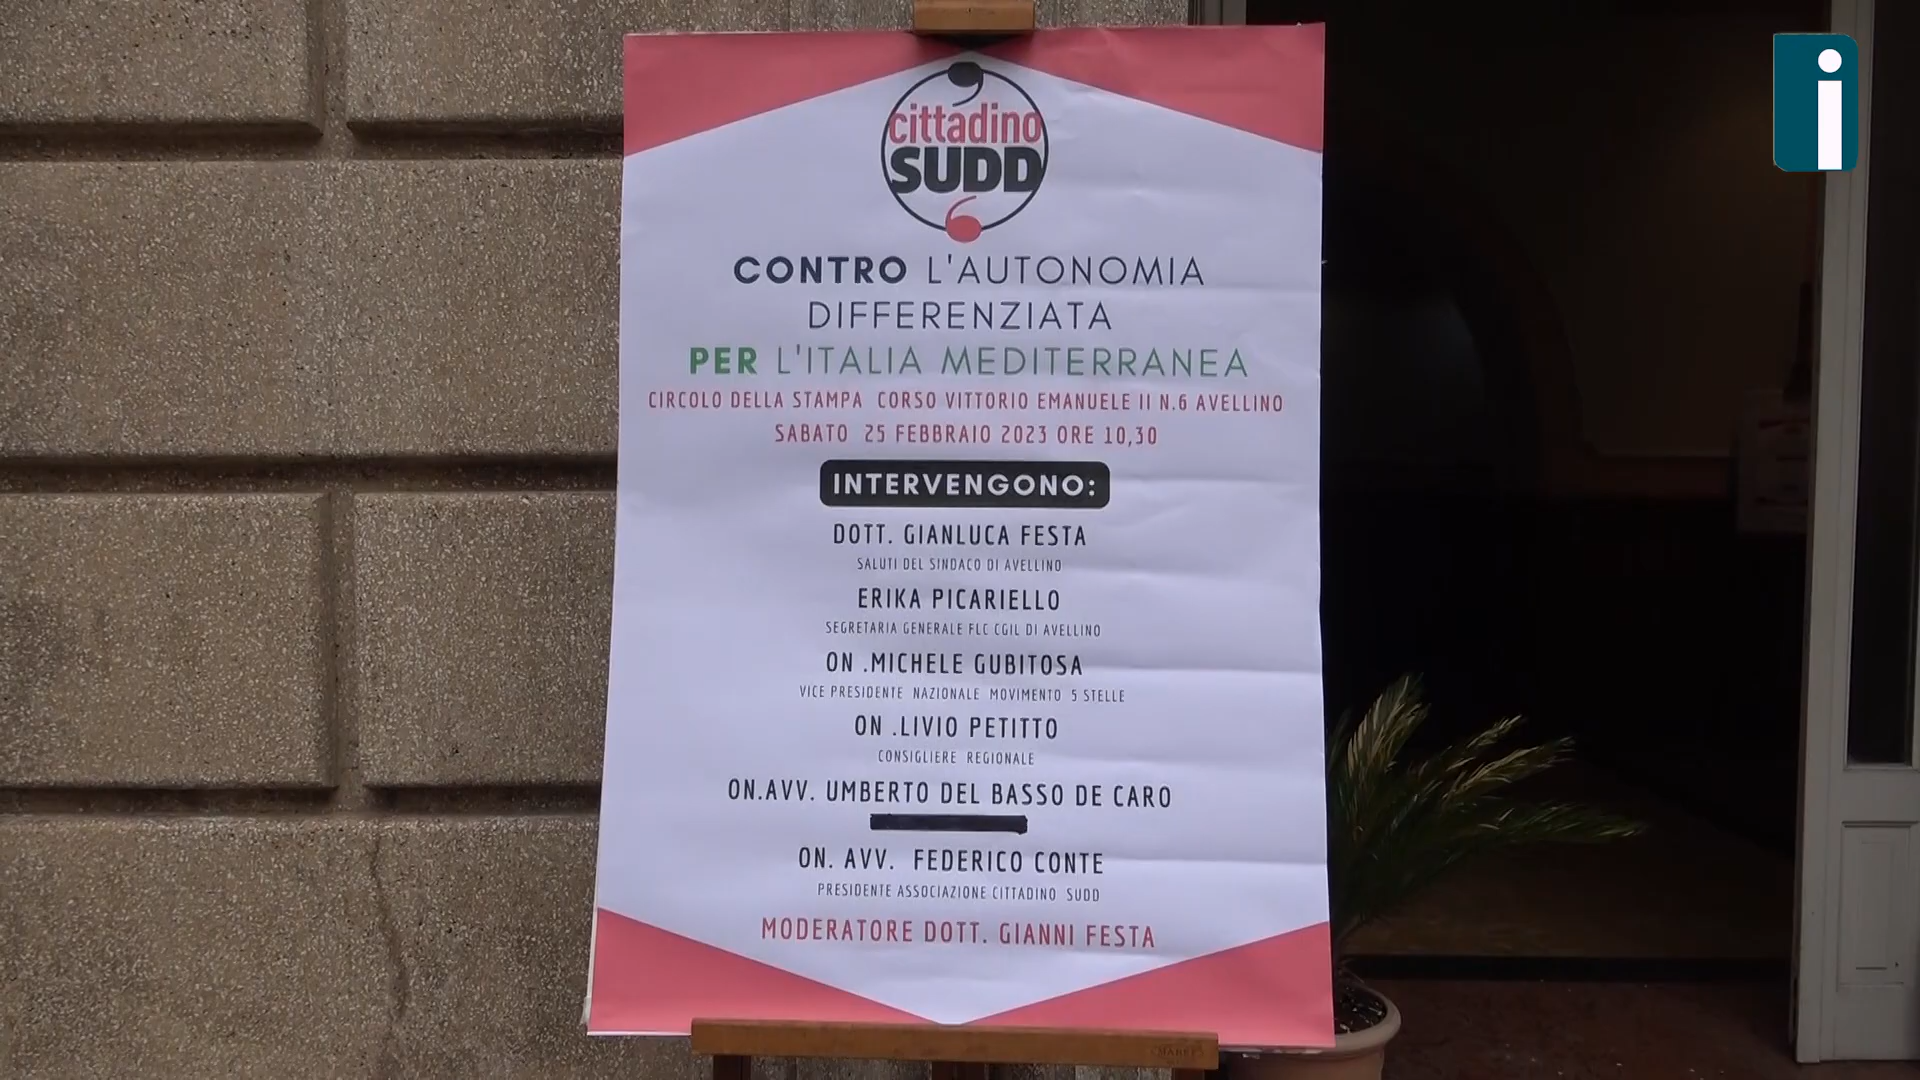 cittadino
SUDD
CONTRO L'AUTONOMIA
DIFFERENZIATA
PER L'ITALIA MEDITERRANEA
CIRCOLO DELLA STAMPA CORSO VITTORIO EMANUELE II N.6 AVELLINO
SABATO 25 FEBBRAIO 2023 ORE 10,30
INTERVENGONO:
DOTT. GIANLUCA FESTA
SALUTI DEL SINDACO DI AVELLINO
ERIKA PICARIELLO
SEGRETARIA GENERALE FLC CGIL DI AVELLINO
ON .MICHELE GUBITOSA
VICE PRESIDENTE NAZIONALE MOVIMENTO 5 STELLE
ON .LIVIO PETITTO
CONSIGLIERE REGIONALE
ON.AVV. UMBERTO DEL BASSO DE CARO
ON. AVV. FEDERICO CONTE
PRESIDENTE ASSOCIAZIONE CITTADINO SUDD
MODERATORE DOTT. GIANNI FESTA
i